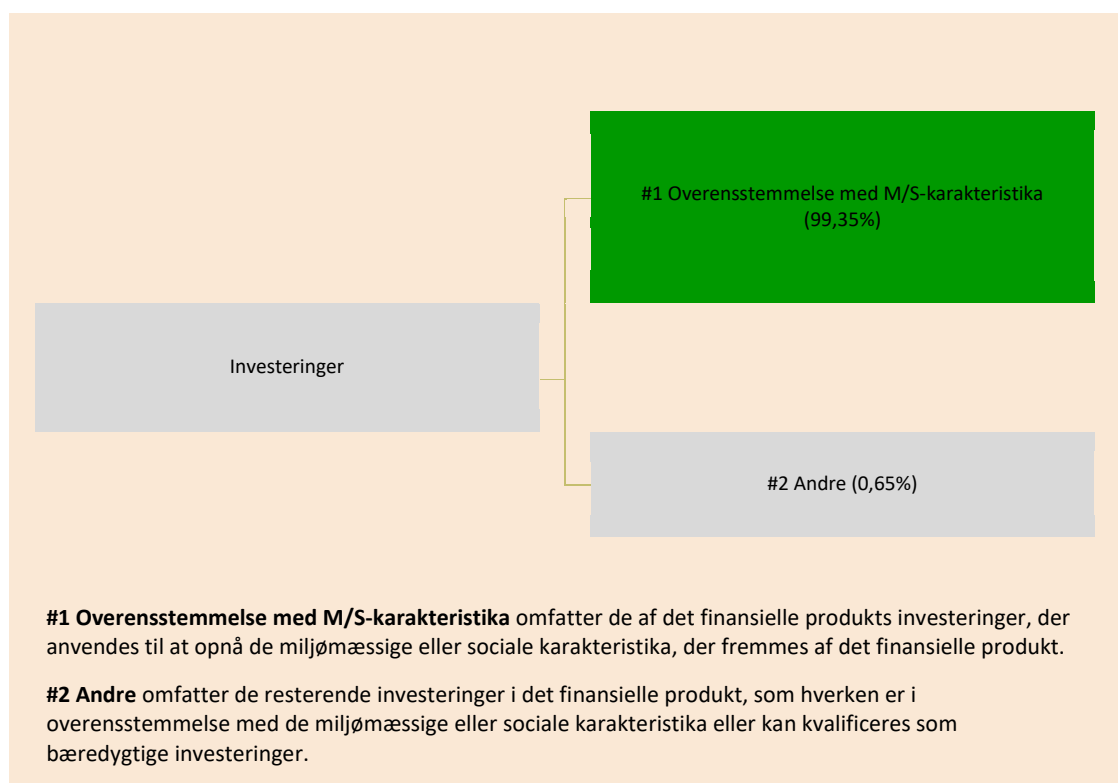 #1 Overensstemmelse med M/S-karakteristika
(99,35%)
Investeringer
#2 Andre (0,65%)
#1 Overensstemmelse med M/S-karakteristika omfatter de af det finansielle produkts investeringer, der
anvendes til at opnå de miljømæssige eller sociale karakteristika, der fremmes af det finansielle produkt.
#2 Andre omfatter de resterende investeringer i det finansielle produkt, som hverken er i
overensstemmelse med de miljømæssige eller sociale karakteristika eller kan kvalificeres som
bæredygtige investeringer.